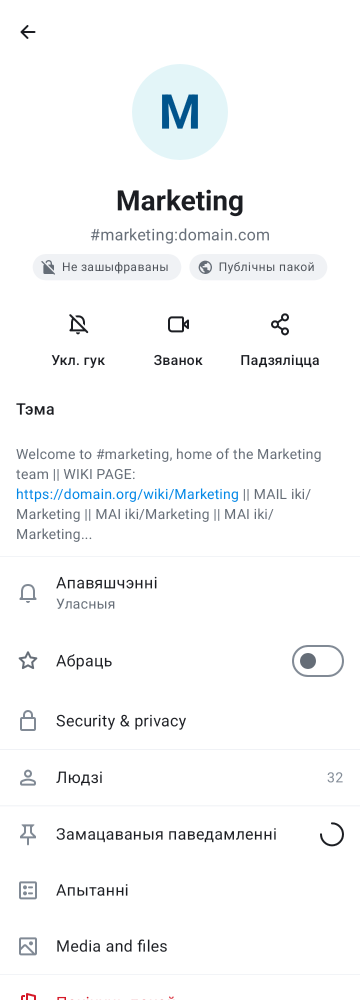 M
Marketing
#marketing:domain.com
Не зашыфраваны Публічны пакой
Укл. гук Званок Падзяліцца
Тэма
Welcome to #marketing, home of the Marketing
team || WIKI PAGE:
https://domain.org/wiki/Marketing || MAIL iki/
Marketing || MAI iki/Marketing || MAI iki/
Marketing...
Апавяшчэнні
Уласныя
Абраць
Security & privacy
Людзі 32
Замацаваныя паведамленні
Апытанні
Media and files